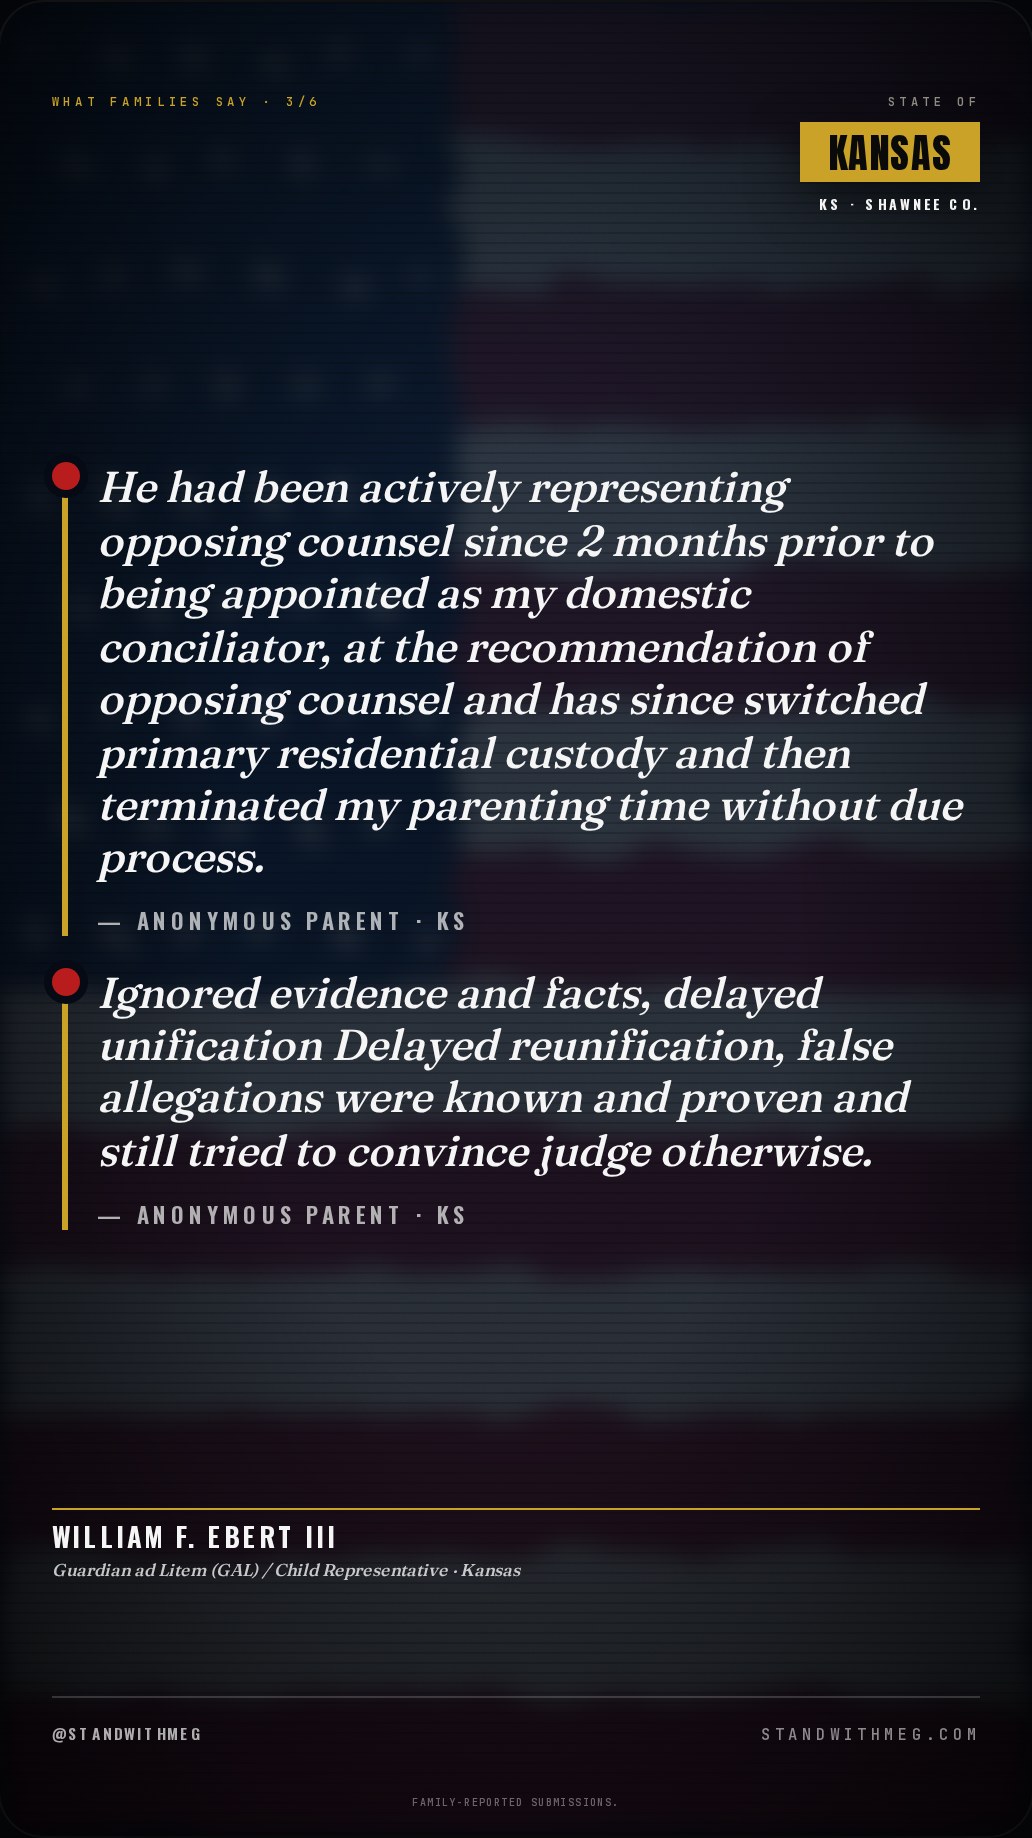 WHAT FAMILIES SAY · 3/6
STATE OF
KANSAS
KS · SHAWNEE CO.
He had been actively representing
opposing counsel since 2 months prior to
being appointed as my domestic
conciliator, at the recommendation of
opposing counsel and has since switched
primary residential custody and then
terminated my parenting time without due
process.
— ANONYMOUS PARENT · KS
Ignored evidence and facts, delayed
unification Delayed reunification, false
allegations were known and proven and
still tried to convince judge otherwise.
— ANONYMOUS PARENT · KS
WILLIAM F. EBERT III
Guardian ad Litem (GAL) / Child Representative · Kansas
@STANDWITHMEG
STANDWITHMEG.COM
FAMILY-REPORTED SUBMISSIONS.